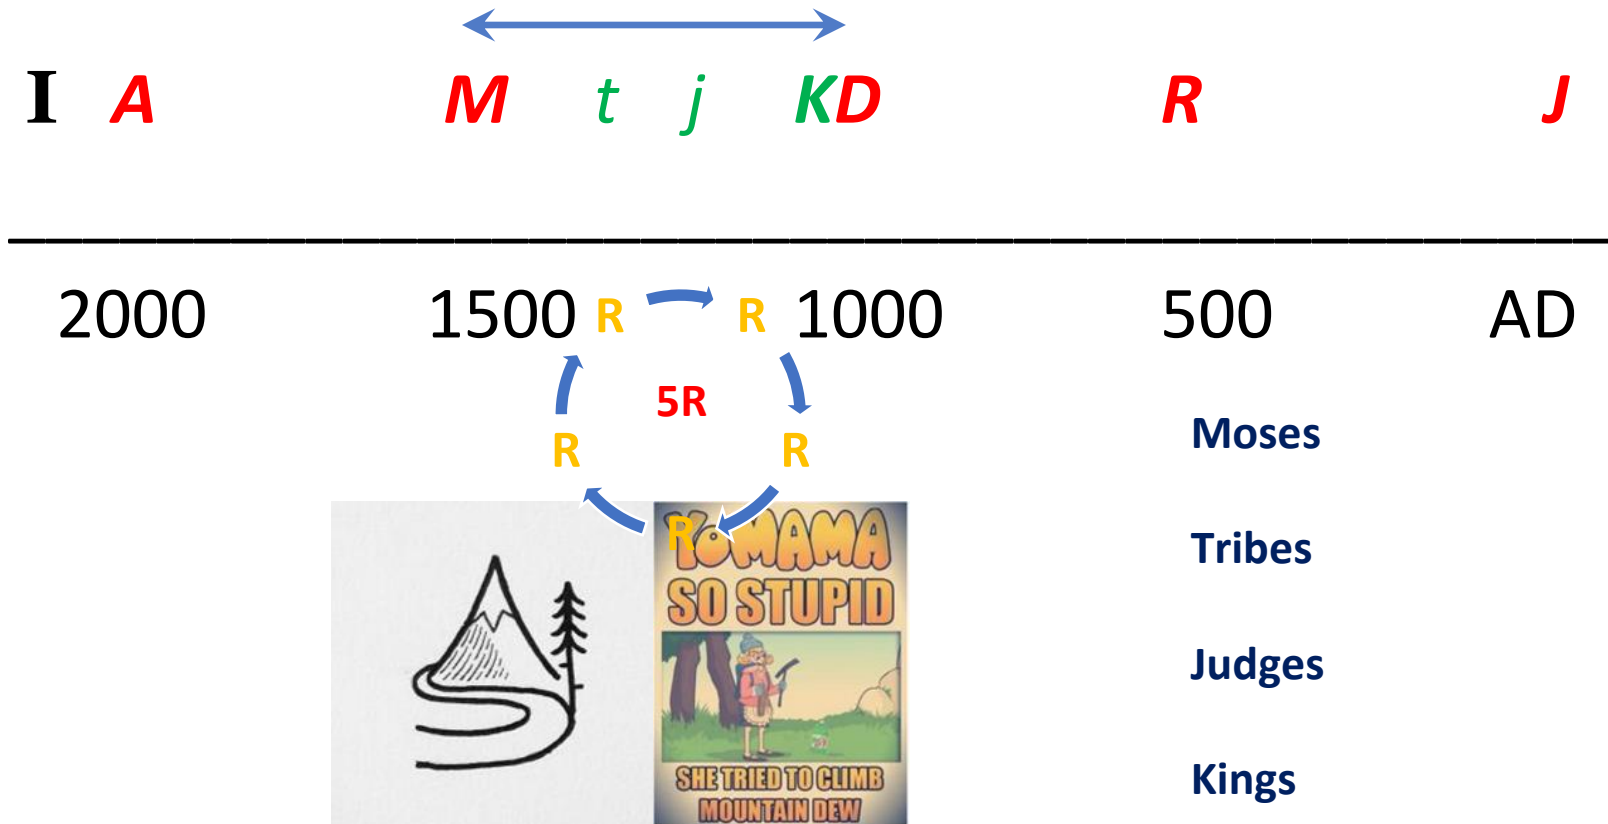 I A M t j KD R J
2000 1500 1000 500 AD
R R
5R
R R
R
Moses
Tribes
Judges
Kings
YO MAMA
SO STUPID
SHE TRIED TO CLIMB
MOUNTAIN DEW